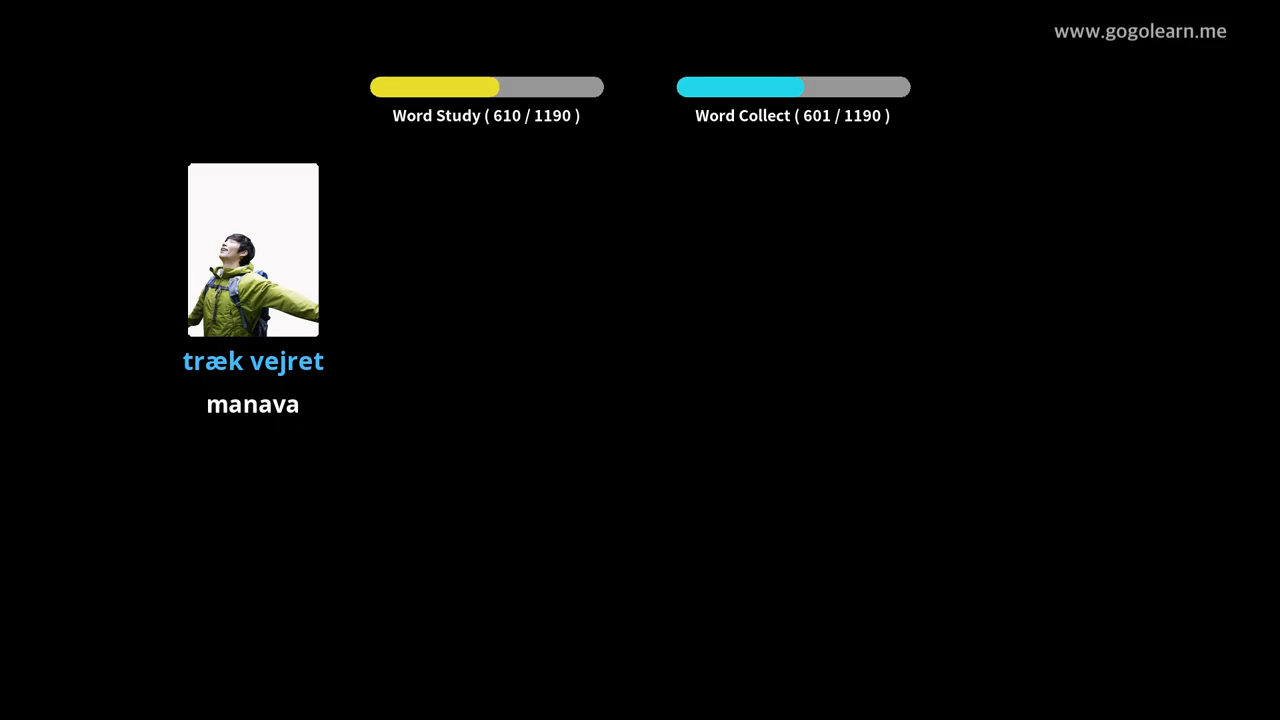 www.gogolearn.me
Word Study ( 610 / 1190 )
Word Collect ( 601 / 1190 )
træk vejret
manava